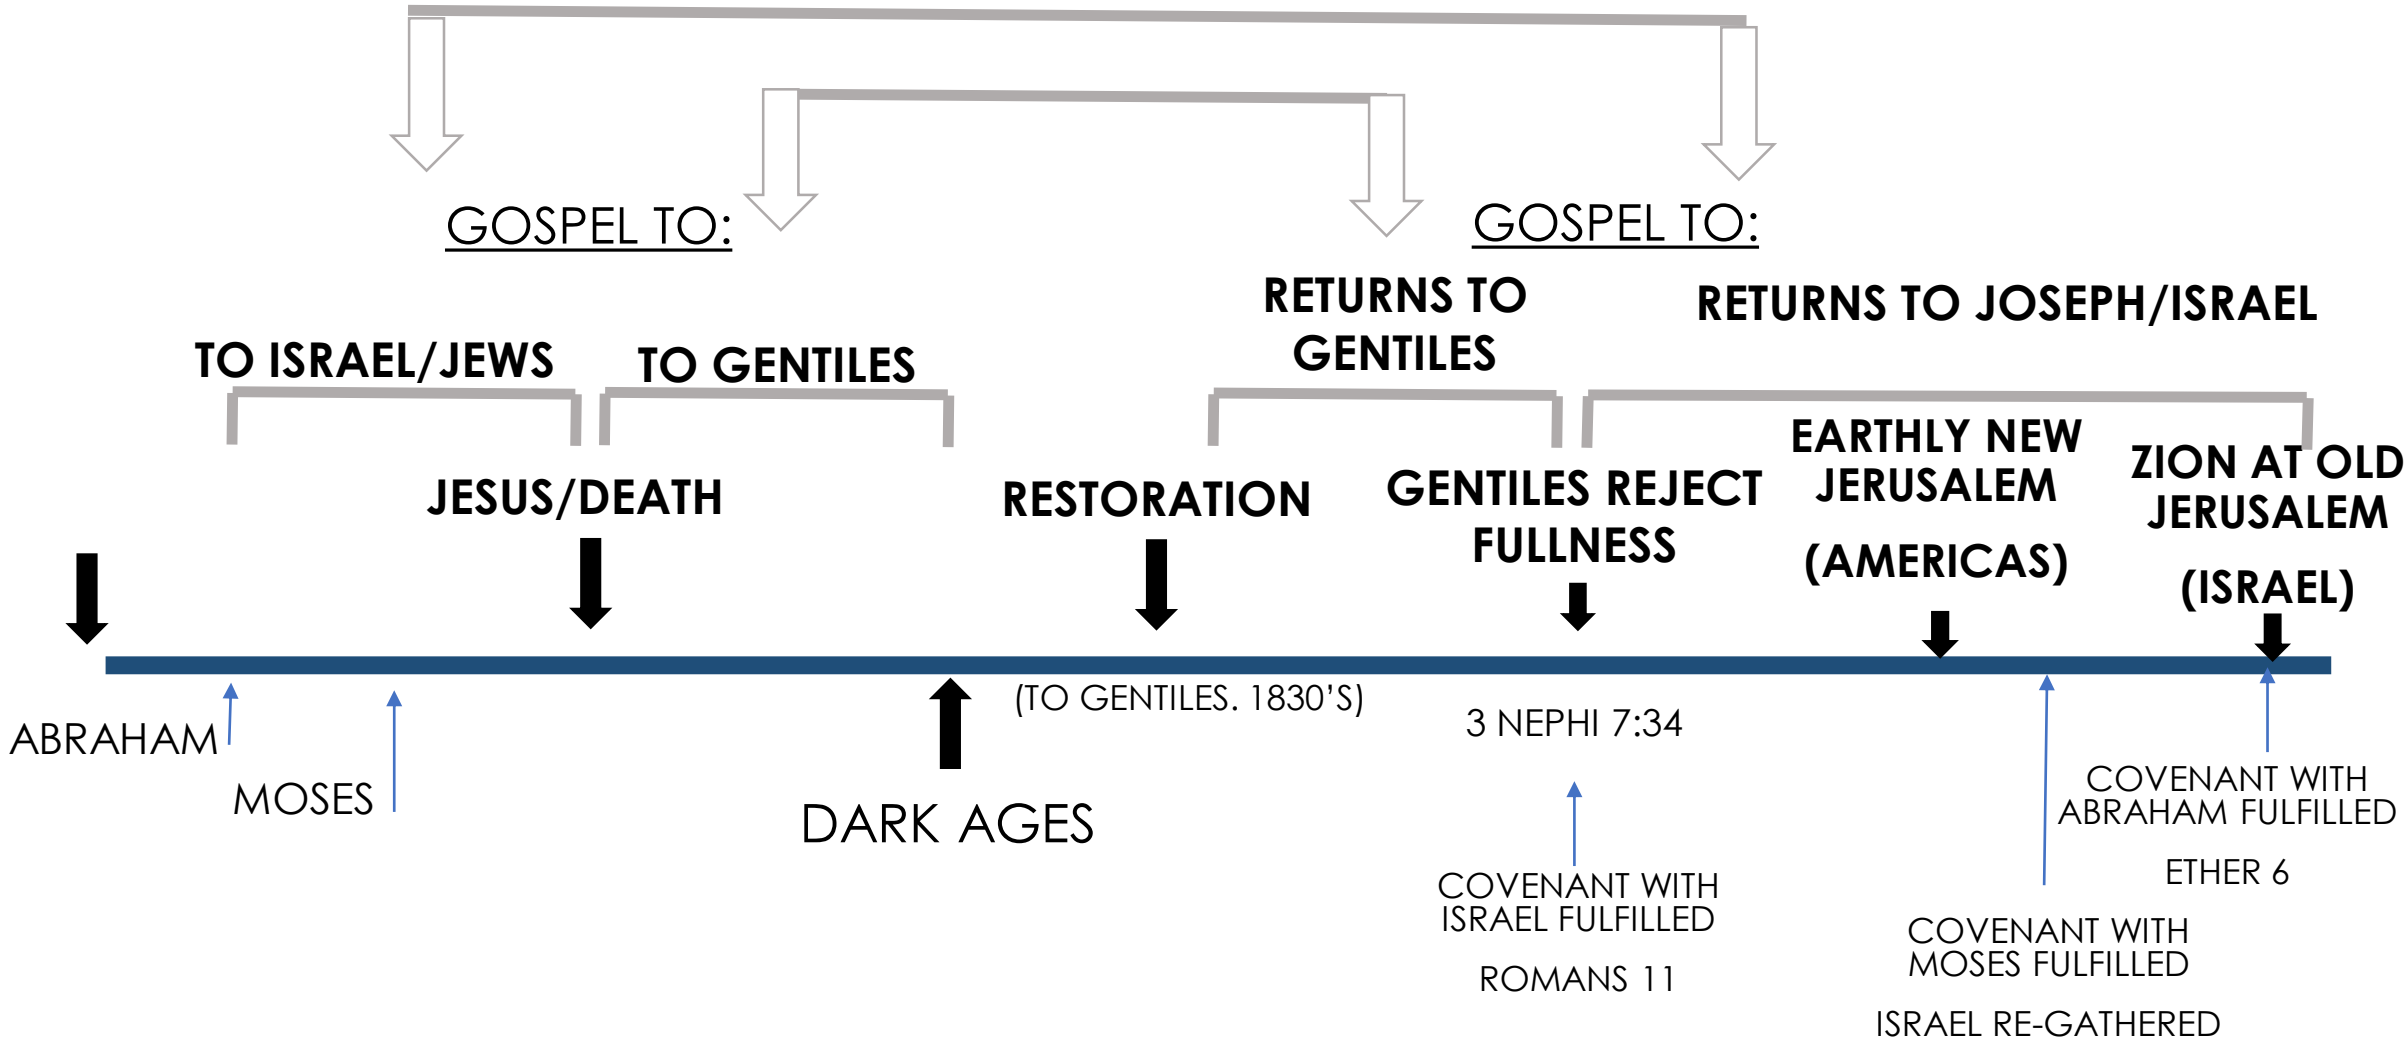 GOSPEL TO:
GOSPEL TO:
TO ISRAEL/JEWS
TO GENTILES
RETURNS TO
GENTILES
RETURNS TO JOSEPH/ISRAEL
JESUS/DEATH
RESTORATION
GENTILES REJECT
FULLNESS
EARTHLY NEW
JERUSALEM
(AMERICAS)
ZION AT OLD
JERUSALEM
(ISRAEL)
ABRAHAM
MOSES
DARK AGES
(TO GENTILES. 1830'S)
3 NEPHI 7:34
COVENANT WITH
ISRAEL FULFILLED
ROMANS 11
COVENANT WITH
MOSES FULFILLED
ISRAEL RE-GATHERED
COVENANT WITH
ABRAHAM FULFILLED
ETHER 6